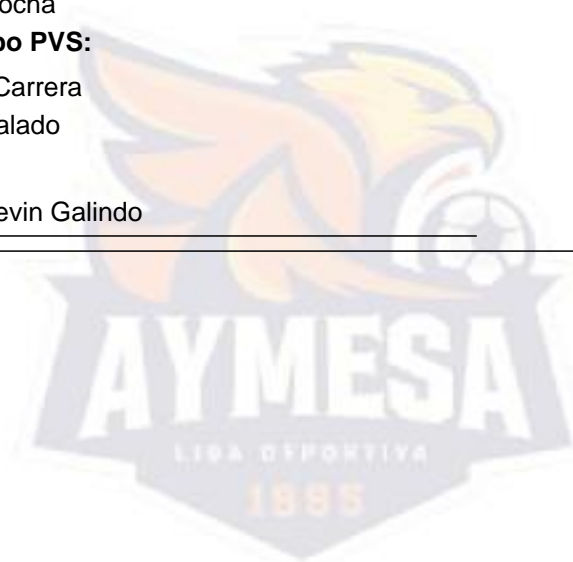 ocha
po PVS:
Carrera
alado
evin Galindo
AYMESA
LIGA DEPORTIVA
1995